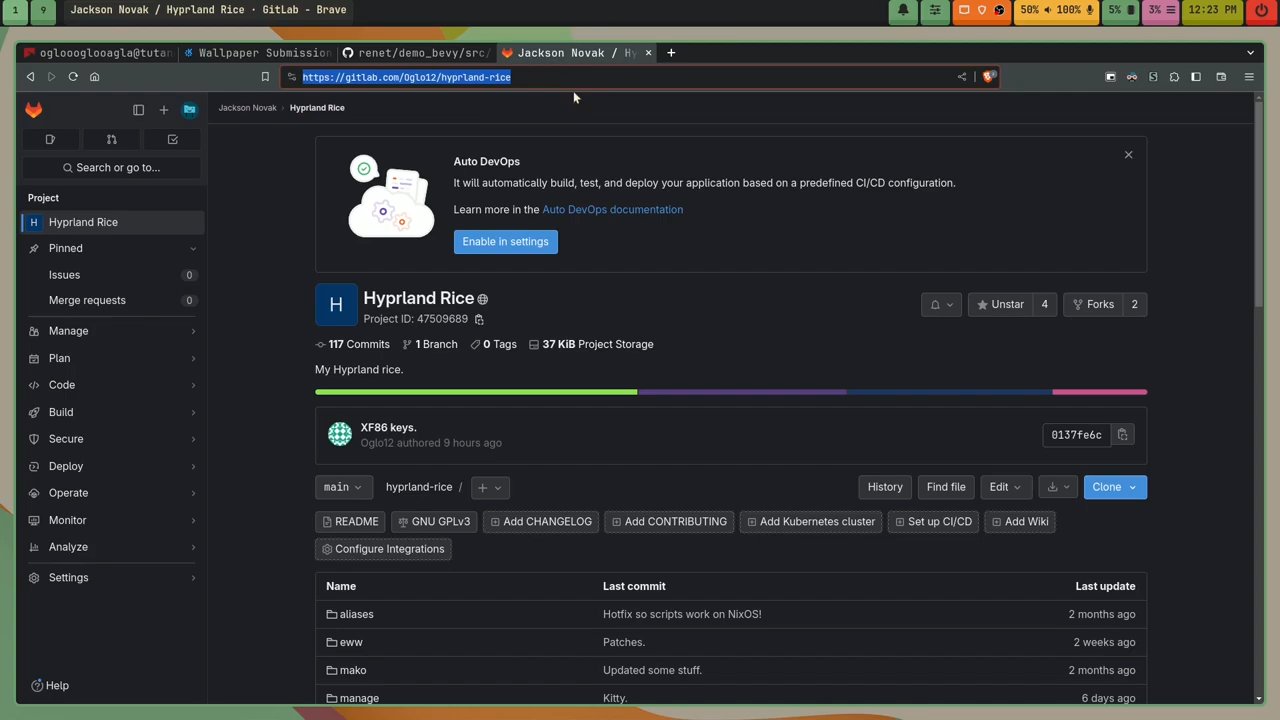 1 9 Jackson Novak / Hyprland Rice · GitLab - Brave 50% 100% 5% 3% 12:23 PM
ogloooglooagla@tutan Wallpaper Submission renet/demo_bevy/src/ Jackson Novak / Hy
https://gitlab.com/Oglo12/hyprland-rice
Jackson Novak › Hyprland Rice
Search or go to...
Project
Hyprland Rice
Pinned
Issues 0
Merge requests 0
Manage
Plan
Code
Build
Secure
Deploy
Operate
Monitor
Analyze
Settings
Help
Auto DevOps
It will automatically build, test, and deploy your application based on a predefined CI/CD configuration.
Learn more in the Auto DevOps documentation
Enable in settings
H Hyprland Rice
Project ID: 47509689
Unstar 4 Forks 2
117 Commits 1 Branch 0 Tags 37 KiB Project Storage
My Hyprland rice.
XF86 keys.
Oglo12 authored 9 hours ago
0137fe6c
main hyprland-rice / + History Find file Edit Clone
README GNU GPLv3 Add CHANGELOG Add CONTRIBUTING Add Kubernetes cluster Set up CI/CD Add Wiki
Configure Integrations
Name Last commit Last update
aliases Hotfix so scripts work on NixOS! 2 months ago
eww Patches. 2 weeks ago
mako Updated some stuff. 2 months ago
manage Kitty. 6 days ago